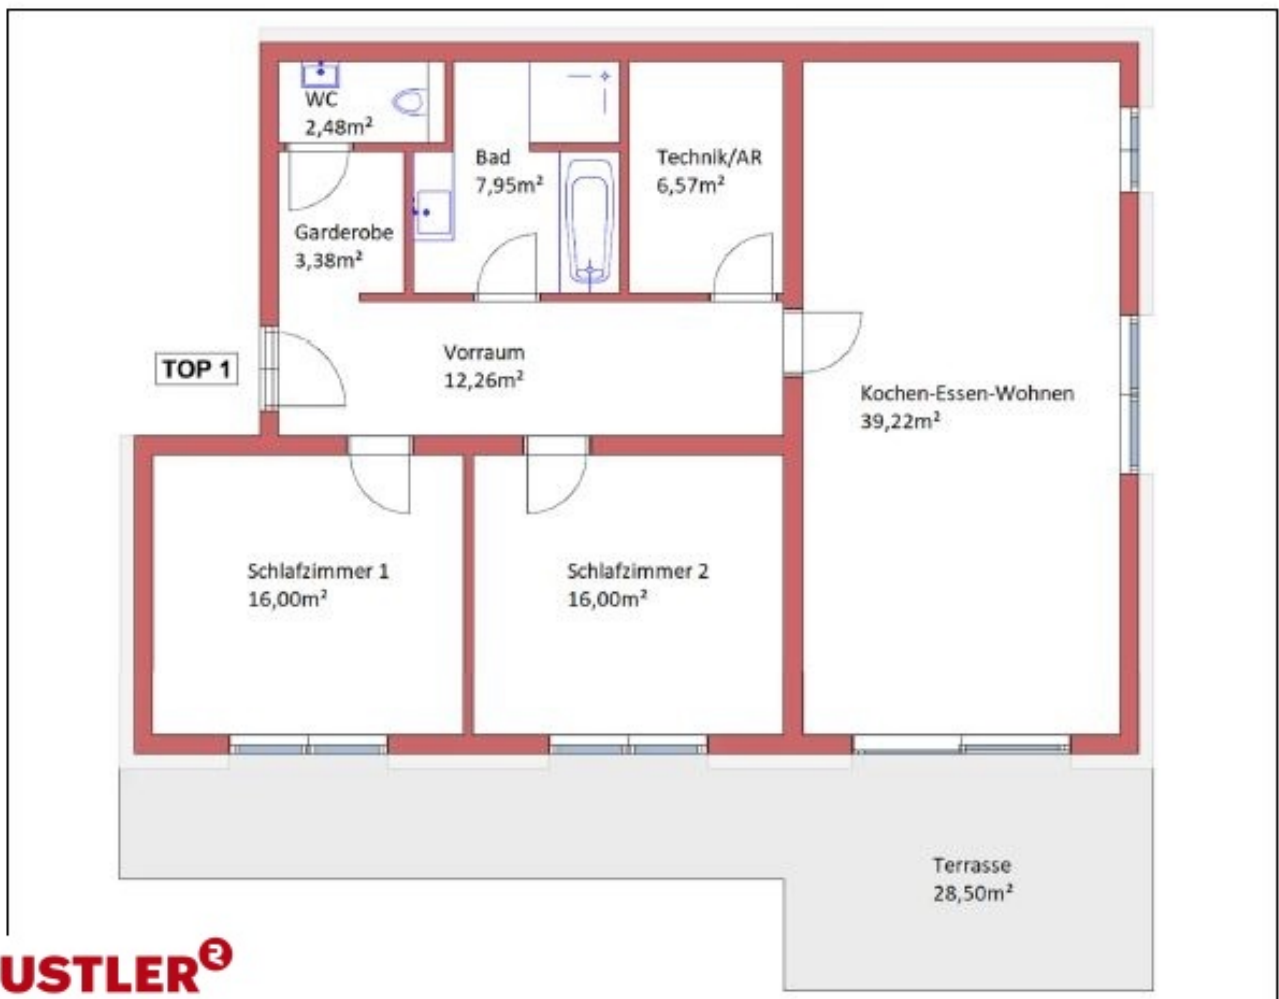 WC
2,48m²
Bad
7,95m²
Technik/AR
6,57m²
Garderobe
3,38m²
TOP 1
Vorraum
12,26m²
Kochen-Essen-Wohnen
39,22m²
Schlafzimmer 1
16,00m²
Schlafzimmer 2
16,00m²
Terrasse
28,50m²
USTLER